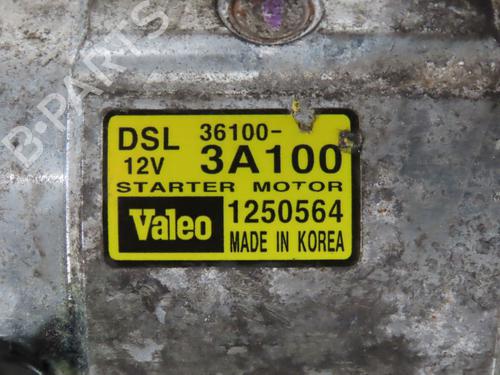 DSL 36100-
12V 3A100
STARTER MOTOR
Valeo 1250564
MADE IN KOREA
B-PARTS